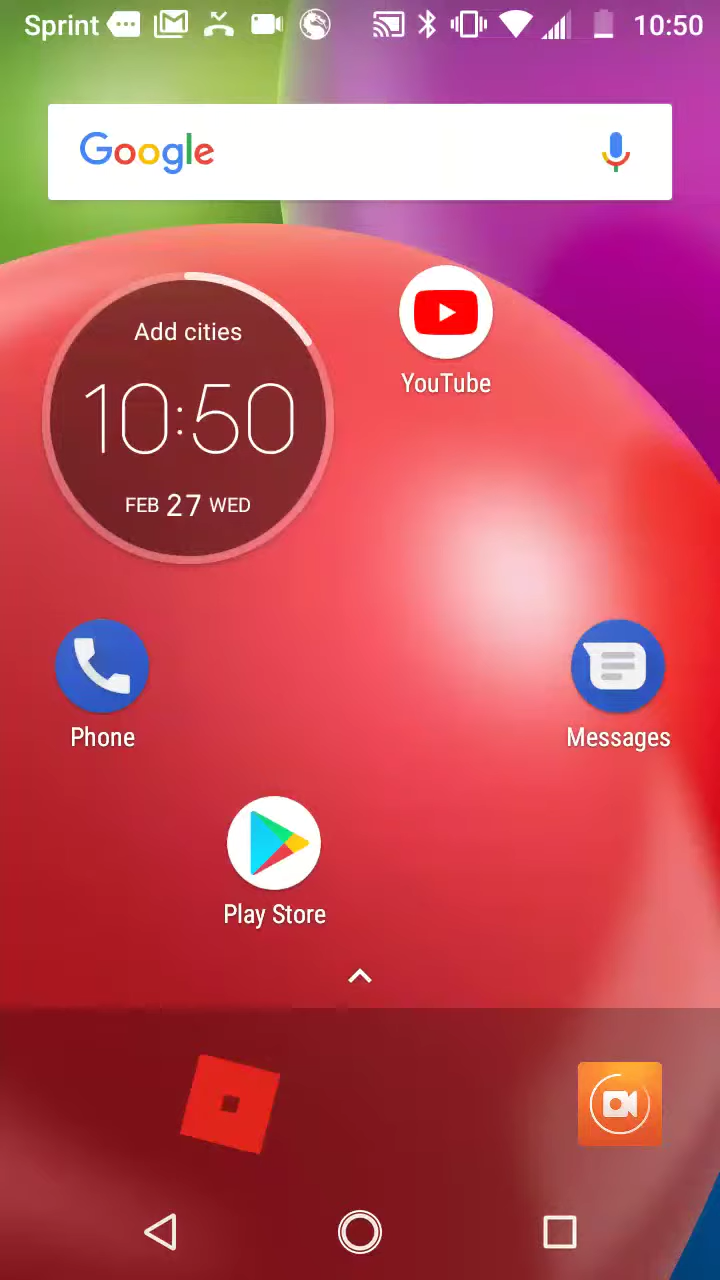 Sprint 10:50
Google
Add cities
10:50
FEB 27 WED
YouTube
Phone
Messages
Play Store